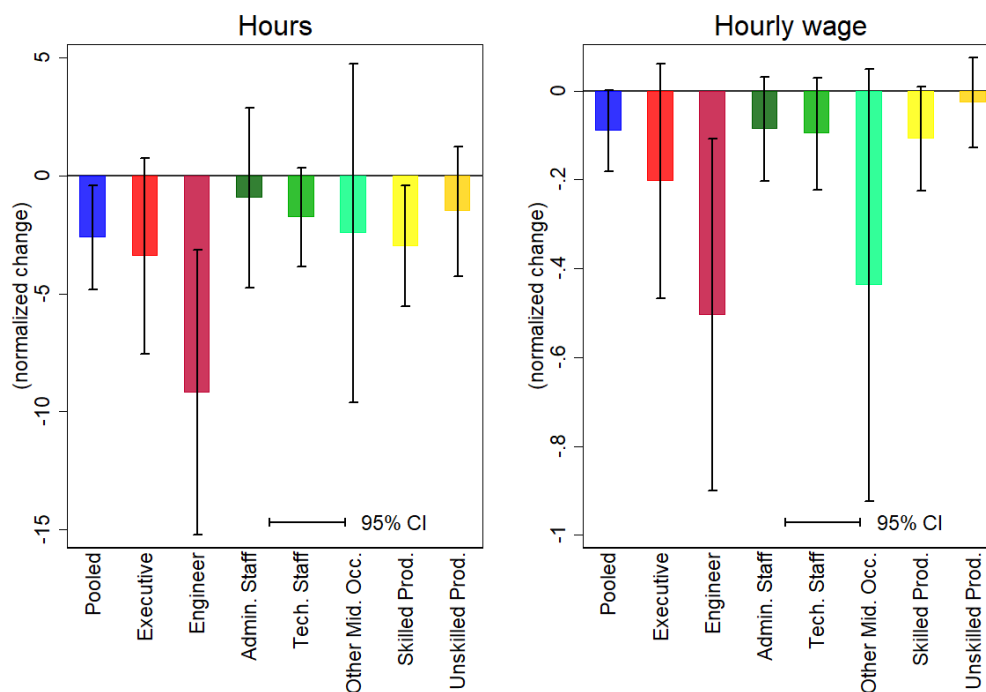 Hours
(normalized change)
5
0
-5
-10
-15
95% CI
Pooled
Executive
Engineer
Admin. Staff
Tech. Staff
Other Mid. Occ.
Skilled Prod.
Unskilled Prod.
Hourly wage
(normalized change)
0
-.2
-.4
-.6
-.8
-1
95% CI
Pooled
Executive
Engineer
Admin. Staff
Tech. Staff
Other Mid. Occ.
Skilled Prod.
Unskilled Prod.